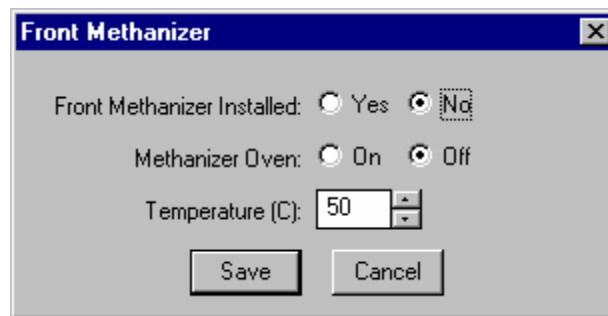 Front Methanizer
Front Methanizer Installed: Yes No
Methanizer Oven: On Off
Temperature (C): 50
Save Cancel